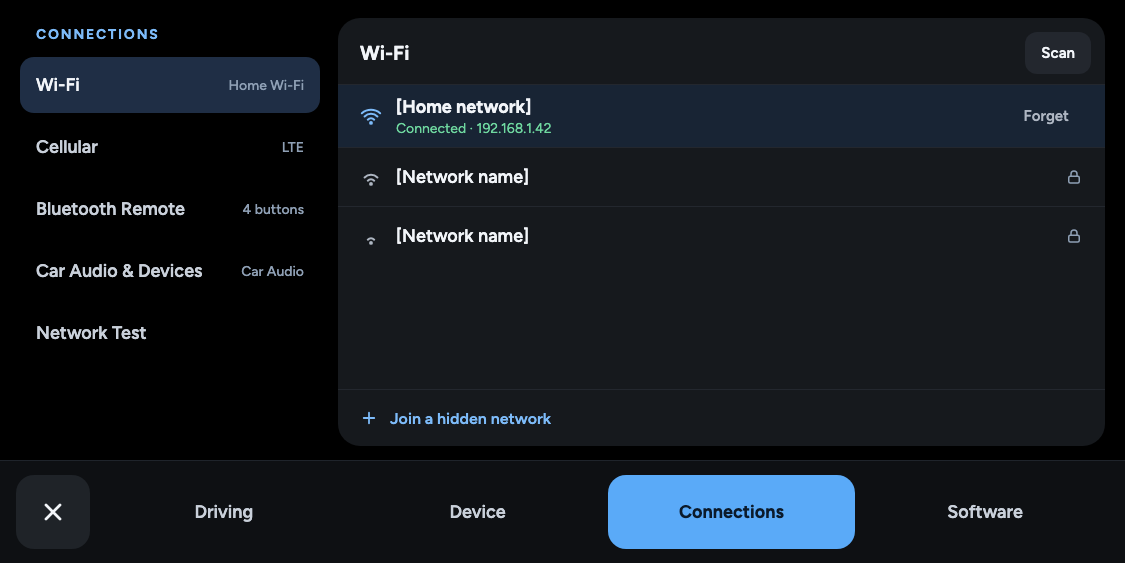 CONNECTIONS
Wi-Fi Home Wi-Fi
Cellular LTE
Bluetooth Remote 4 buttons
Car Audio & Devices Car Audio
Network Test
Wi-Fi Scan
[Home network]
Connected · 192.168.1.42
Forget
[Network name]
[Network name]
+ Join a hidden network
Driving Device Connections Software